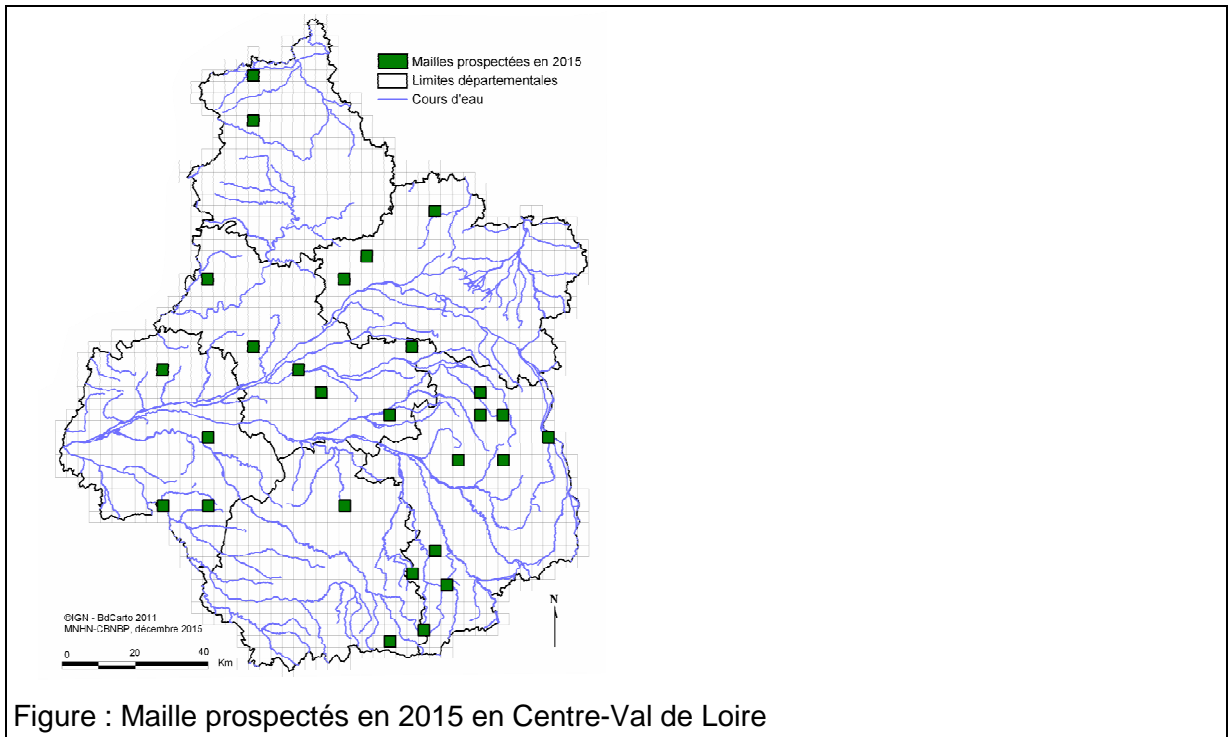 Mailles prospectées en 2015
Limites départementales
Cours d'eau
N
©IGN - BdCarto 2011
MNHN-CBNBP, décembre 2015
0 20 40
Km
Figure : Maille prospectés en 2015 en Centre-Val de Loire